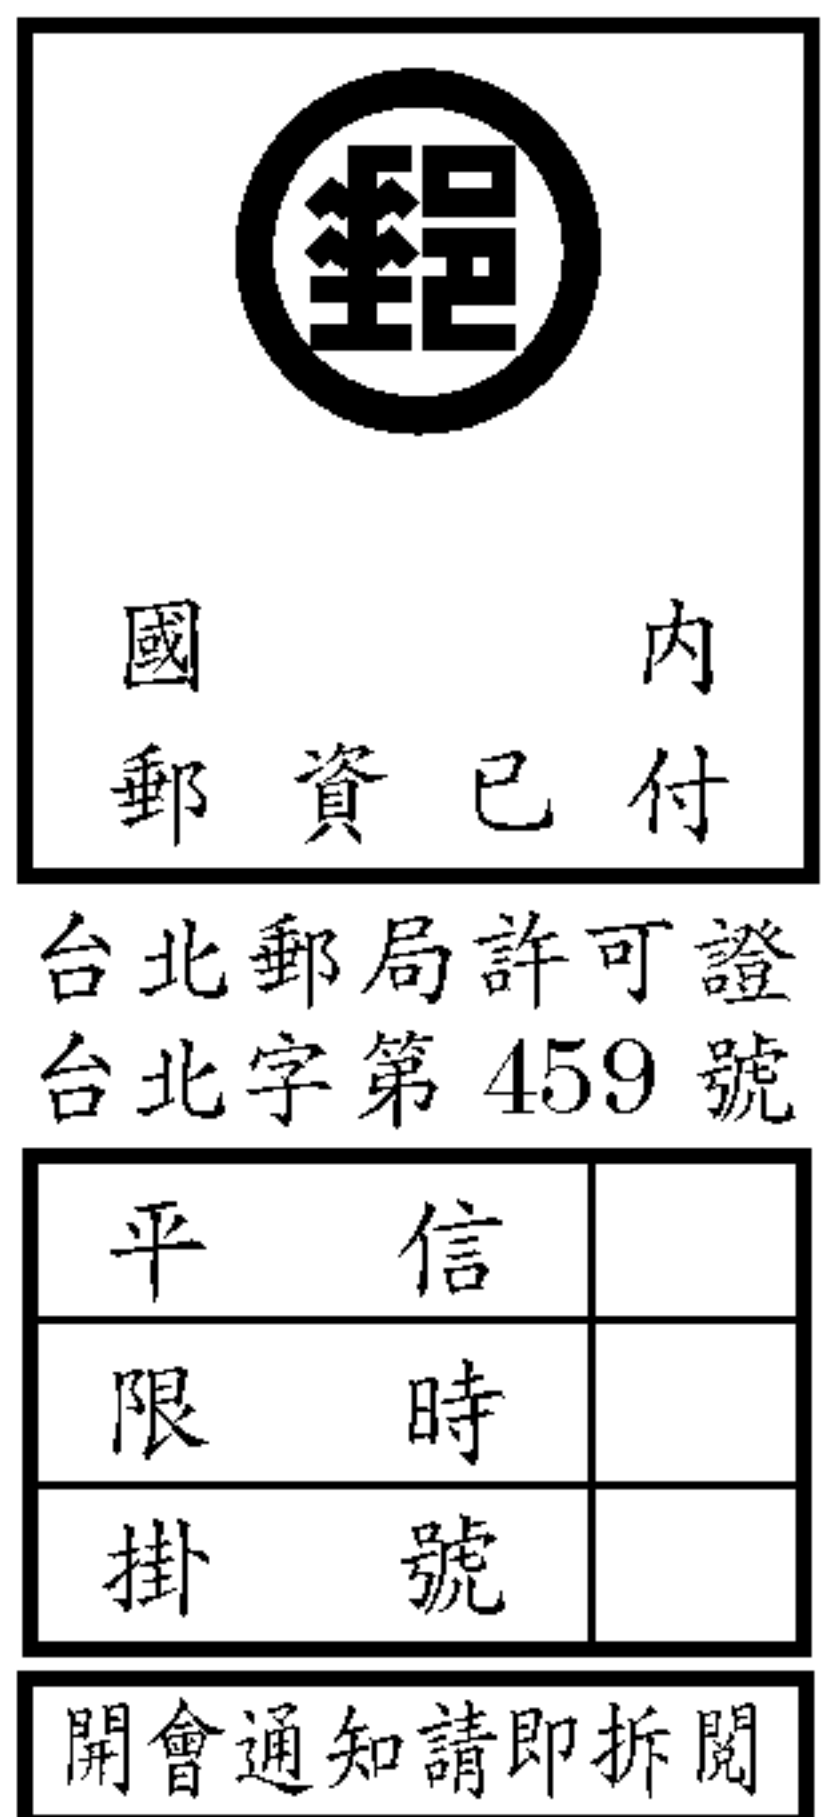 郵
國 內
郵 資 已 付
台北郵局許可證
台北字第 459 號
平 信
限 時
掛 號
開會通知請即拆閱